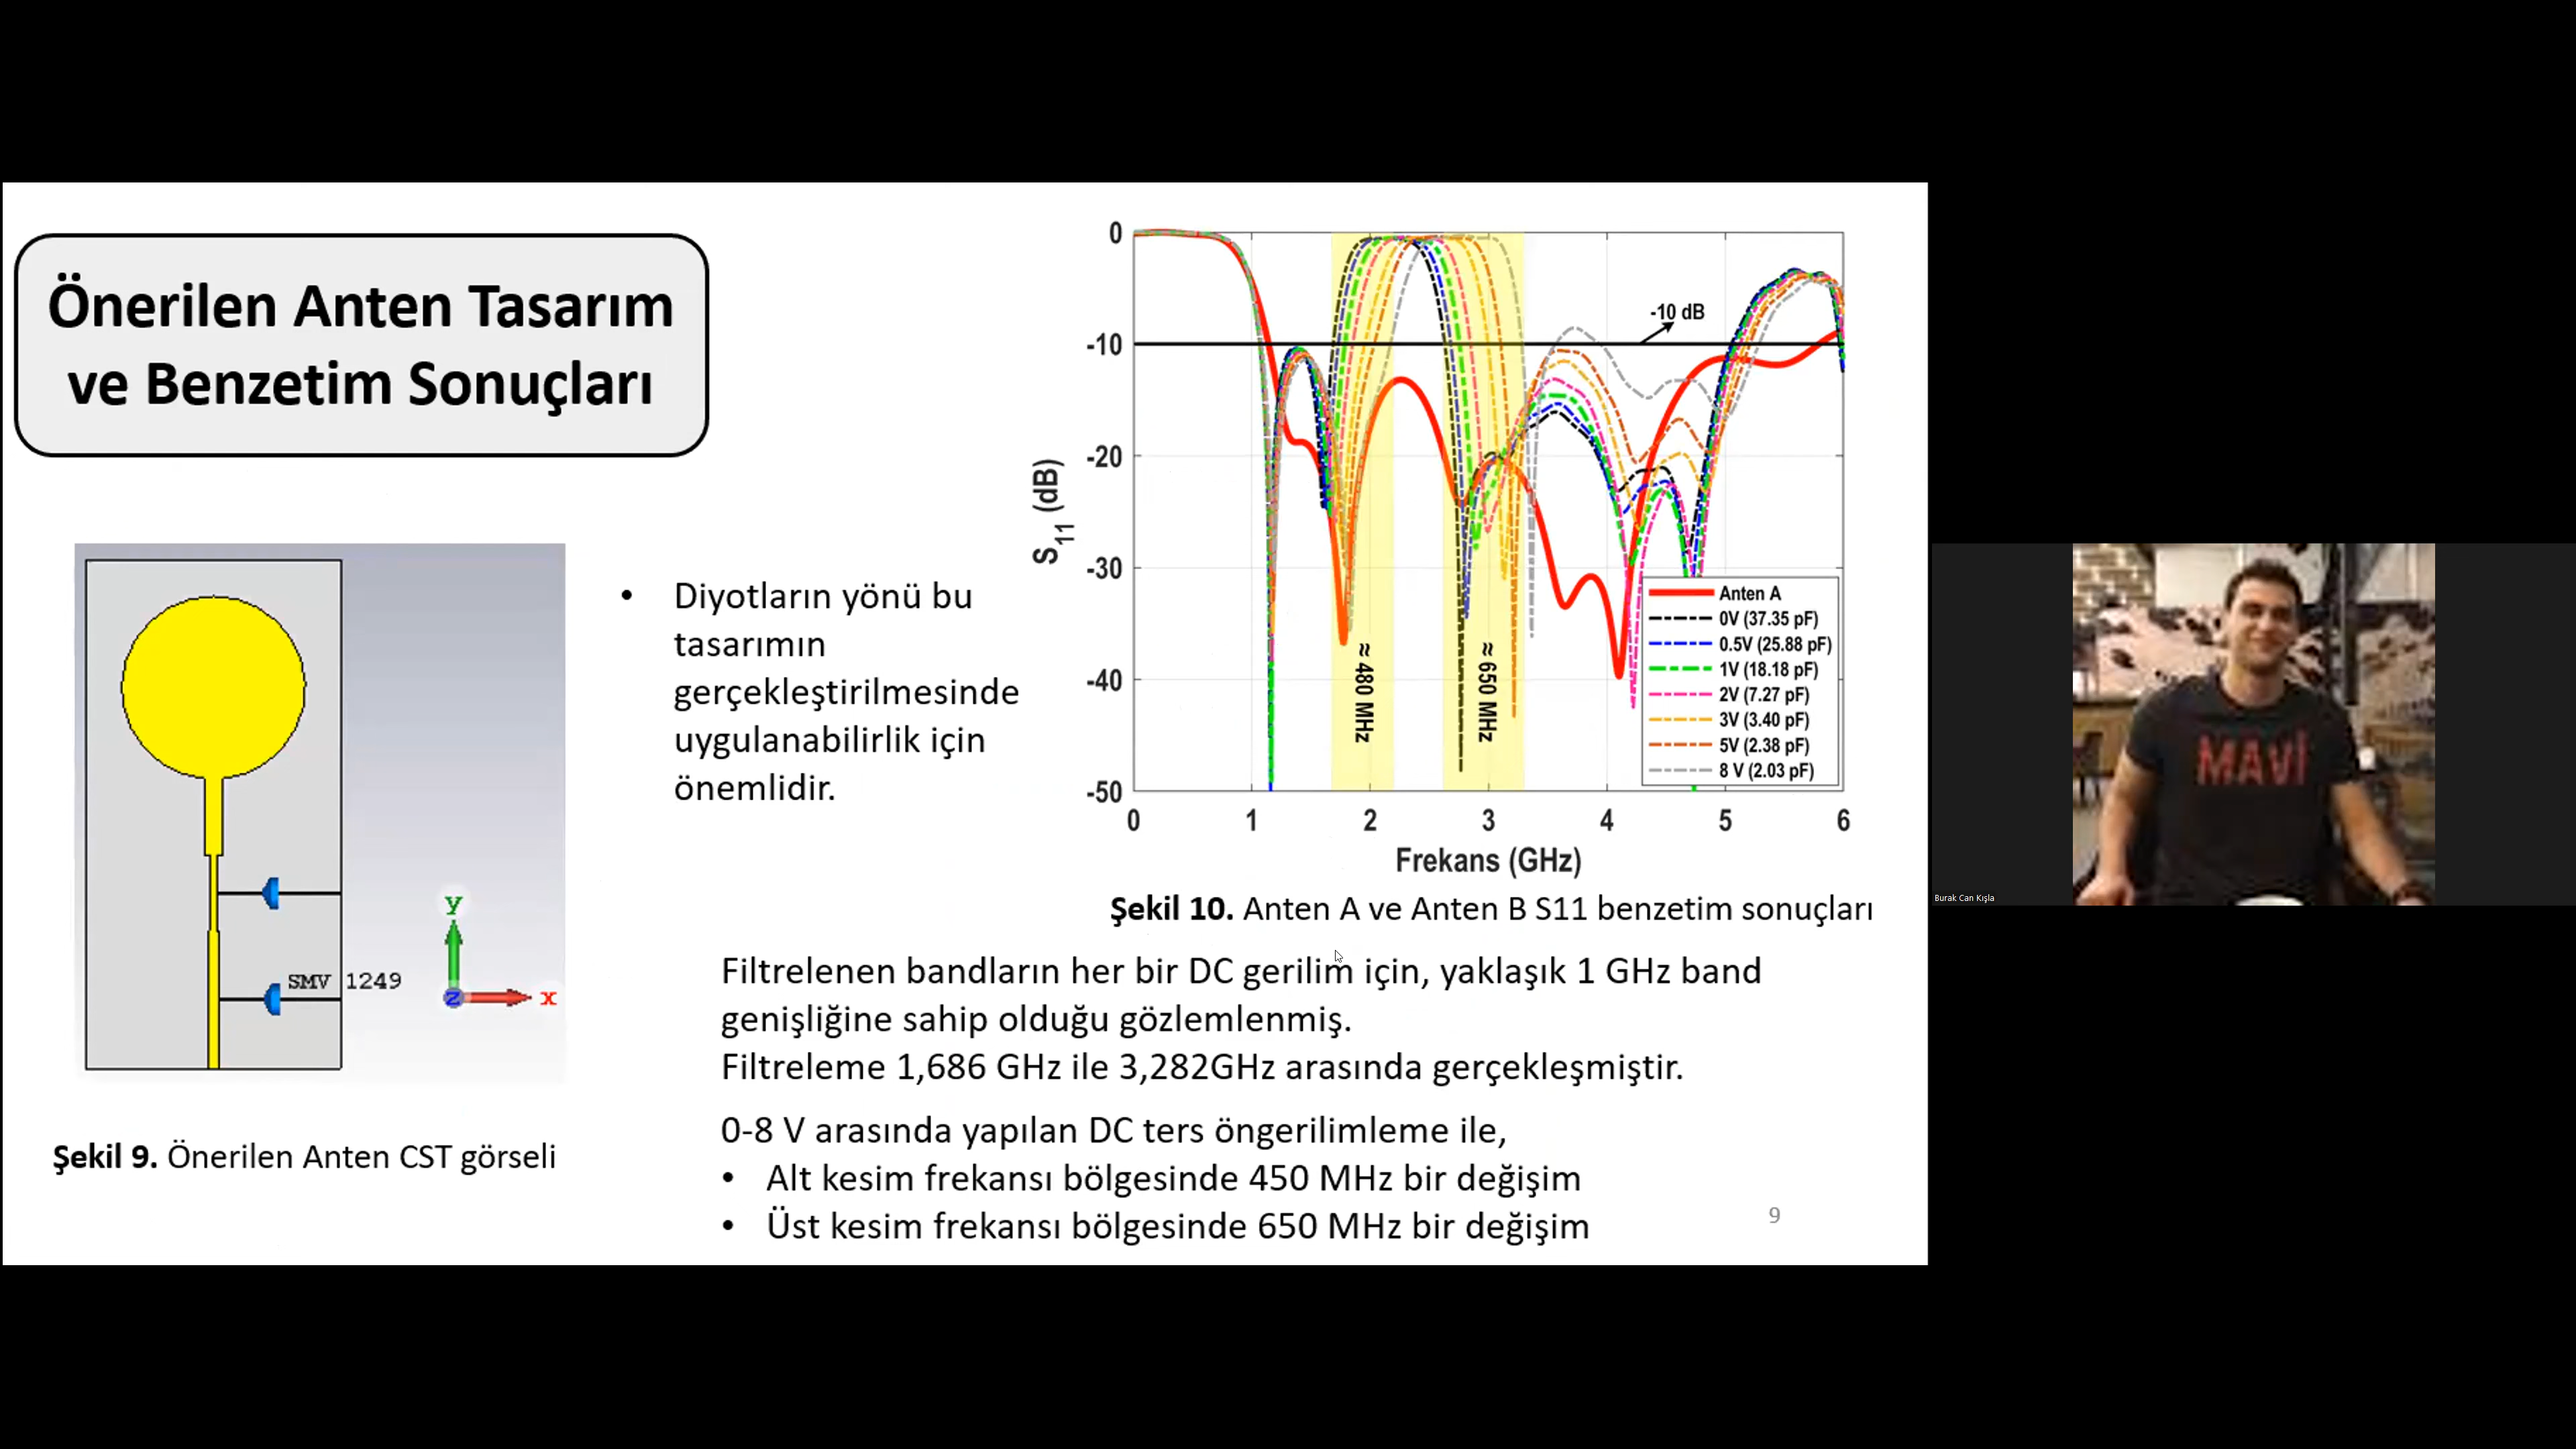 Önerilen Anten Tasarım
ve Benzetim Sonuçları
SMV 1249
y
z
x
Şekil 9. Önerilen Anten CST görseli
• Diyotların yönü bu
tasarımın
gerçekleştirilmesinde
uygulanabilirlik için
önemlidir.
0
-10
-20
-30
-40
-50
S11 (dB)
-10 dB
≈ 480 MHz
≈ 650 MHz
Anten A
0V (37.35 pF)
0.5V (25.88 pF)
1V (18.18 pF)
2V (7.27 pF)
3V (3.40 pF)
5V (2.38 pF)
8 V (2.03 pF)
0 1 2 3 4 5 6
Frekans (GHz)
Şekil 10. Anten A ve Anten B S11 benzetim sonuçları
Filtrelenen bandların her bir DC gerilim için, yaklaşık 1 GHz band
genişliğine sahip olduğu gözlemlenmiş.
Filtreleme 1,686 GHz ile 3,282GHz arasında gerçekleşmiştir.
0-8 V arasında yapılan DC ters öngerilimleme ile,
• Alt kesim frekansı bölgesinde 450 MHz bir değişim
• Üst kesim frekansı bölgesinde 650 MHz bir değişim
9
MAVİ
Burak Can Kışla